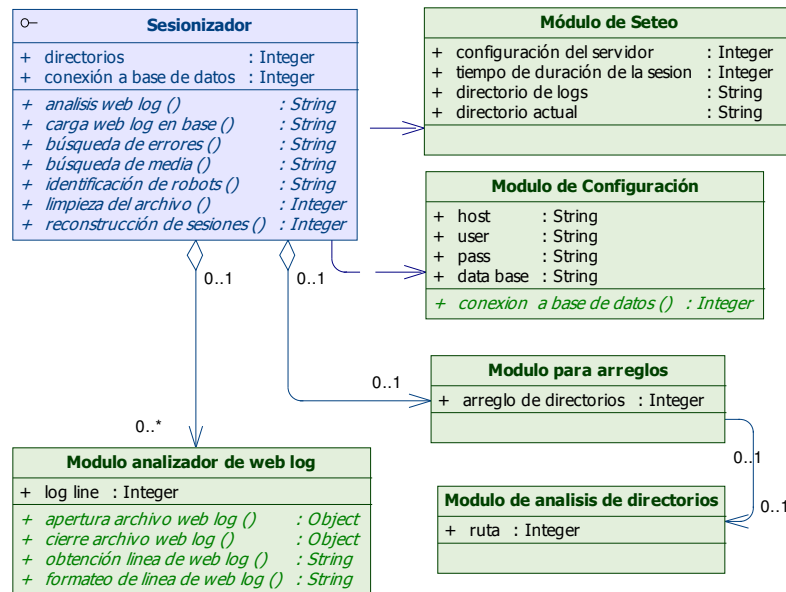 Sesionizador
+ directorios : Integer
+ conexión a base de datos : Integer
+ analisis web log () : String
+ carga web log en base () : String
+ búsqueda de errores () : String
+ búsqueda de media () : String
+ identificación de robots () : String
+ limpieza del archivo () : Integer
+ reconstrucción de sesiones () : Integer
Módulo de Seteo
+ configuración del servidor : Integer
+ tiempo de duración de la sesion : Integer
+ directorio de logs : String
+ directorio actual : String
Modulo de Configuración
+ host : String
+ user : String
+ pass : String
+ data base : String
+ conexion a base de datos () : Integer
0..1
0..1
0..1
0..*
Modulo para arreglos
+ arreglo de directorios : Integer
0..1
0..1
Modulo analizador de web log
+ log line : Integer
+ apertura archivo web log () : Object
+ cierre archivo web log () : Object
+ obtención linea de web log () : String
+ formateo de linea de web log () : String
Modulo de analisis de directorios
+ ruta : Integer